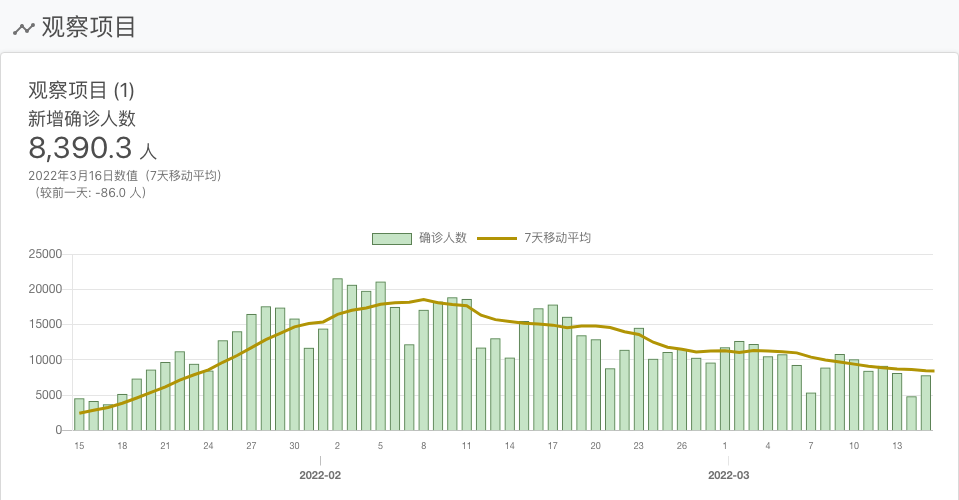 观察项目
观察项目 (1)
新增确诊人数
8,390.3 人
2022年3月16日数值（7天移动平均）
（较前一天: -86.0 人）
确诊人数 7天移动平均
25000
20000
15000
10000
5000
0
15 18 21 24 27 30 2 5 8 11 14 17 20 23 26 1 4 7 10 13
2022-02 2022-03